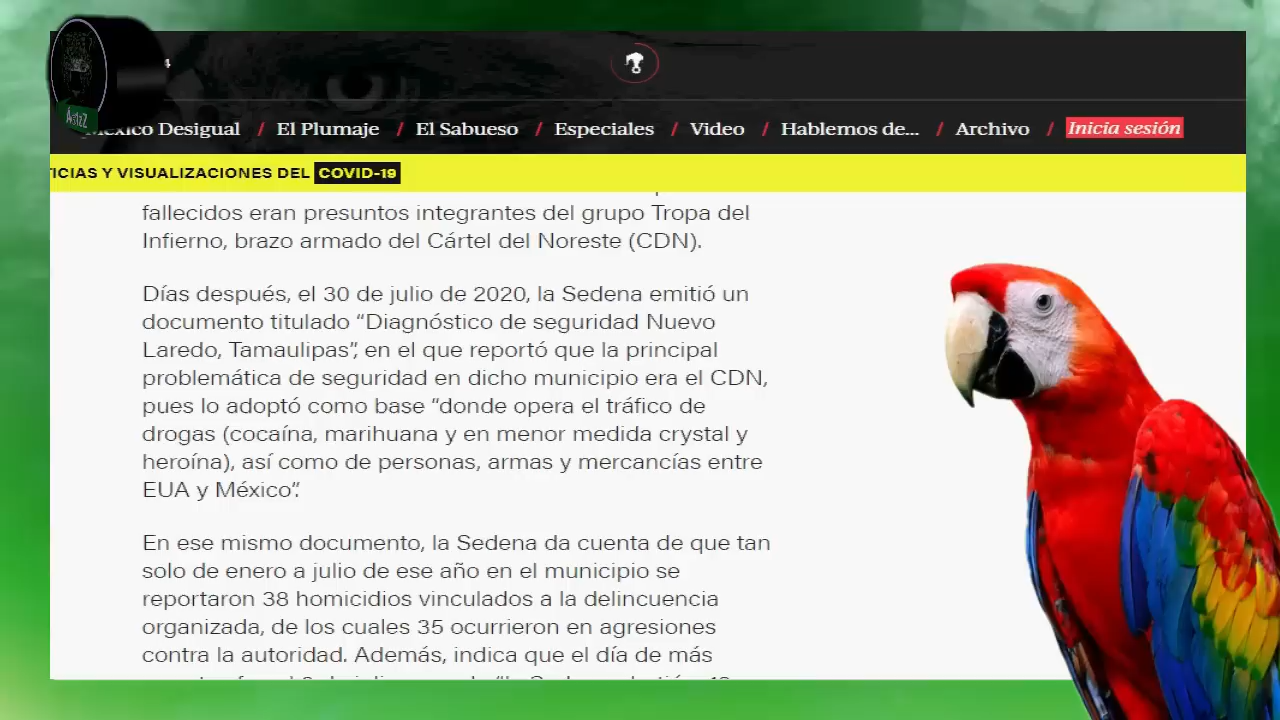 México Desigual / El Plumaje / El Sabueso / Especiales / Video / Hablemos de... / Archivo / Inicia sesión
ICIAS Y VISUALIZACIONES DEL COVID-19
fallecidos eran presuntos integrantes del grupo Tropa del
Infierno, brazo armado del Cártel del Noreste (CDN).
Días después, el 30 de julio de 2020, la Sedena emitió un
documento titulado “Diagnóstico de seguridad Nuevo
Laredo, Tamaulipas”, en el que reportó que la principal
problemática de seguridad en dicho municipio era el CDN,
pues lo adoptó como base “donde opera el tráfico de
drogas (cocaína, marihuana y en menor medida crystal y
heroína), así como de personas, armas y mercancías entre
EUA y México”.
En ese mismo documento, la Sedena da cuenta de que tan
solo de enero a julio de ese año en el municipio se
reportaron 38 homicidios vinculados a la delincuencia
organizada, de los cuales 35 ocurrieron en agresiones
contra la autoridad. Además, indica que el día de más